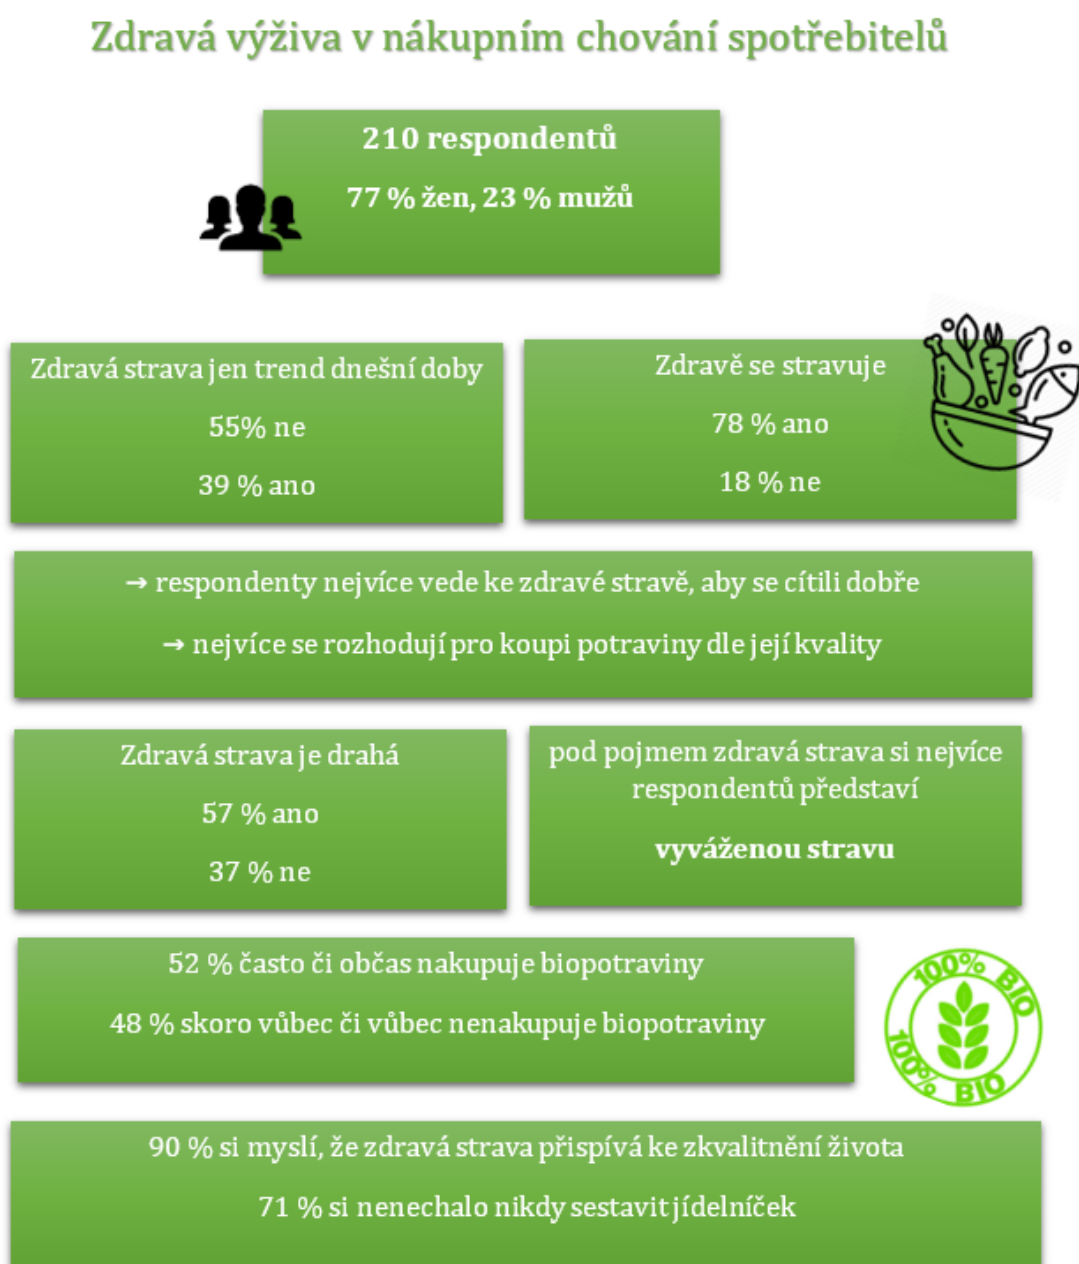 Zdravá výživa v nákupním chování spotřebitelů
210 respondentů
77 % žen, 23 % mužů
Zdravá strava jen trend dnešní doby
55% ne
39 % ano
Zdravě se stravuje
78 % ano
18 % ne
→ respondenty nejvíce vede ke zdravé stravě, aby se cítili dobře
→ nejvíce se rozhodují pro koupi potraviny dle její kvality
Zdravá strava je drahá
57 % ano
37 % ne
pod pojmem zdravá strava si nejvíce
respondentů představí
vyváženou stravu
52 % často či občas nakupuje biopotraviny
48 % skoro vůbec či vůbec nenakupuje biopotraviny
100% BIO
100% BIO
90 % si myslí, že zdravá strava přispívá ke zkvalitnění života
71 % si nenechalo nikdy sestavit jídelníček